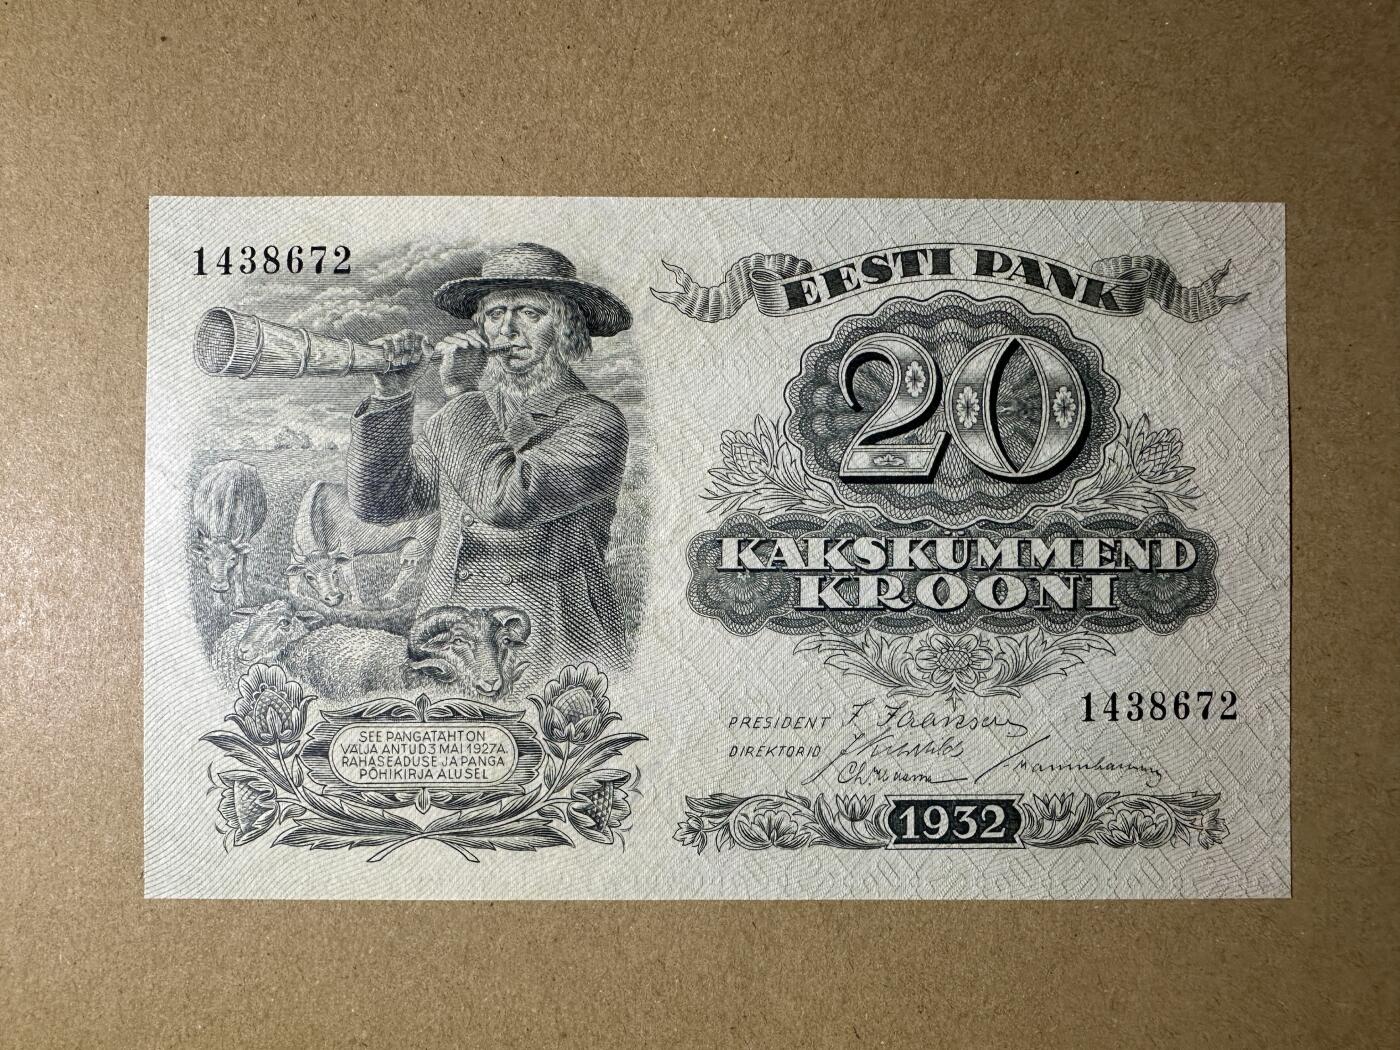 1438672
EESTI PANK
20
KAKSKÜMMEND
KROONI
1438672
PRESIDENT J. Jaakson
DIREKTORID
SEE PANGATÄHT ON
VÄLJA ANTUD 3 MAI 1927 A.
RAHASEADUSE JA PANGA
PÕHIKIRJA ALUSEL
1932